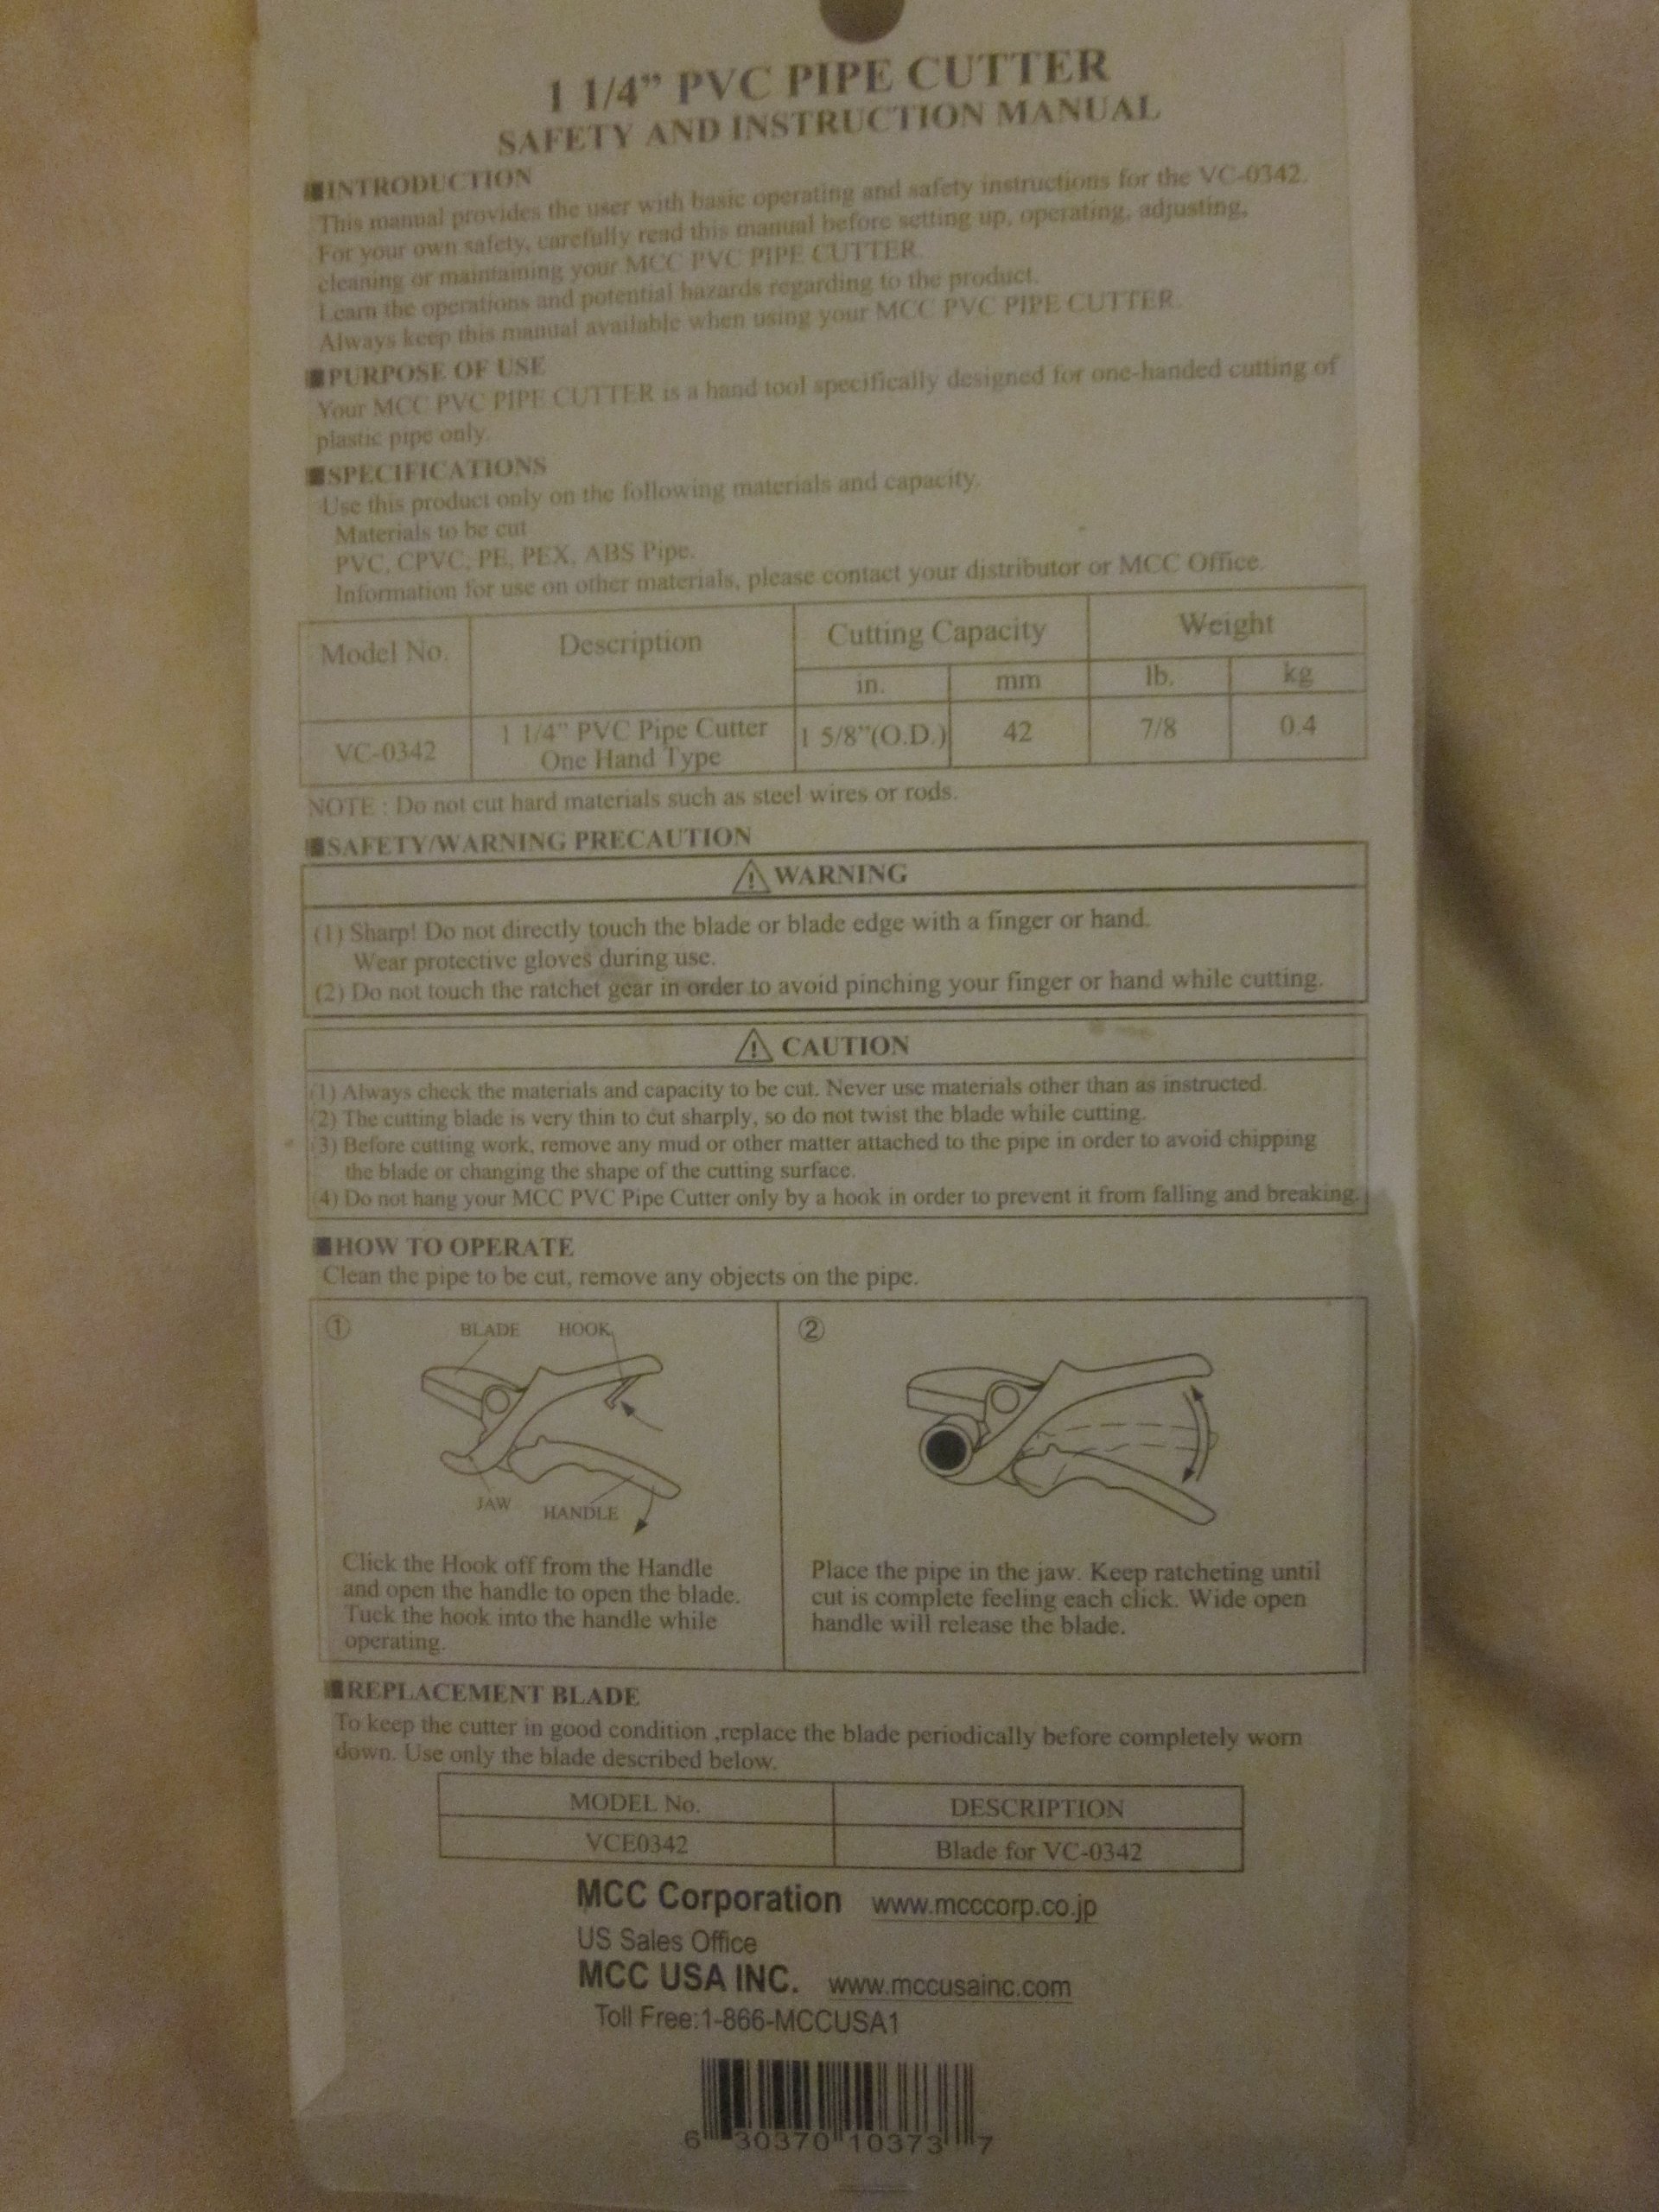 1 1/4” PVC PIPE CUTTER
SAFETY AND INSTRUCTION MANUAL
■INTRODUCTION
This manual provides the user with basic operating and safety instructions for the VC-0342.
For your own safety, carefully read this manual before setting up, operating, adjusting,
cleaning or maintaining your MCC PVC PIPE CUTTER.
Learn the operations and potential hazards regarding to the product.
Always keep this manual available when using your MCC PVC PIPE CUTTER.
■PURPOSE OF USE
Your MCC PVC PIPE CUTTER is a hand tool specifically designed for one-handed cutting of
plastic pipe only.
■SPECIFICATIONS
Use this product only on the following materials and capacity.
Materials to be cut
PVC, CPVC, PE, PEX, ABS Pipe.
Information for use on other materials, please contact your distributor or MCC Office.
Model No. Description Cutting Capacity Weight
in. mm lb. kg
VC-0342 1 1/4” PVC Pipe Cutter 1 5/8”(O.D.) 42 7/8 0.4
One Hand Type
NOTE : Do not cut hard materials such as steel wires or rods.
■SAFETY/WARNING PRECAUTION
⚠ WARNING
(1) Sharp! Do not directly touch the blade or blade edge with a finger or hand.
Wear protective gloves during use.
(2) Do not touch the ratchet gear in order to avoid pinching your finger or hand while cutting.
⚠ CAUTION
(1) Always check the materials and capacity to be cut. Never use materials other than as instructed.
(2) The cutting blade is very thin to cut sharply, so do not twist the blade while cutting.
(3) Before cutting work, remove any mud or other matter attached to the pipe in order to avoid chipping
the blade or changing the shape of the cutting surface.
(4) Do not hang your MCC PVC Pipe Cutter only by a hook in order to prevent it from falling and breaking.
■HOW TO OPERATE
Clean the pipe to be cut, remove any objects on the pipe.
①
BLADE HOOK
JAW HANDLE
Click the Hook off from the Handle
and open the handle to open the blade.
Tuck the hook into the handle while
operating.
②
Place the pipe in the jaw. Keep ratcheting until
cut is complete feeling each click. Wide open
handle will release the blade.
■REPLACEMENT BLADE
To keep the cutter in good condition ,replace the blade periodically before completely worn
down. Use only the blade described below.
MODEL No. DESCRIPTION
VCE0342 Blade for VC-0342
MCC Corporation www.mcccorp.co.jp
US Sales Office
MCC USA INC. www.mccusainc.com
Toll Free:1-866-MCCUSA1
6 30370 10373 7